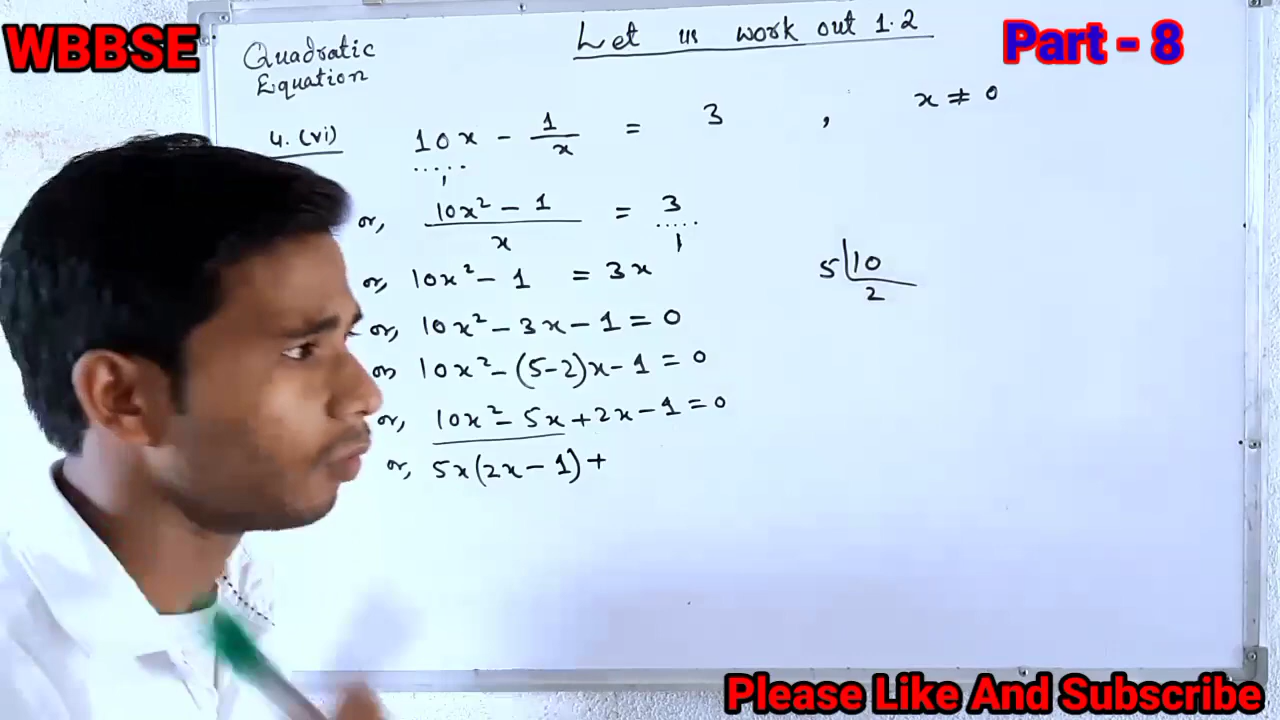 WBBSE
Quadratic
Equation
Let us work out 1.2
Part - 8
4. (vi) 10x - 1/x = 3 , x ≠ 0
1
or, 10x² - 1 / x = 3
1
or, 10x² - 1 = 3x
5 10
2
or, 10x² - 3x - 1 = 0
or 10x² - (5-2)x - 1 = 0
or, 10x² - 5x + 2x - 1 = 0
or, 5x(2x - 1) +
Please Like And Subscribe